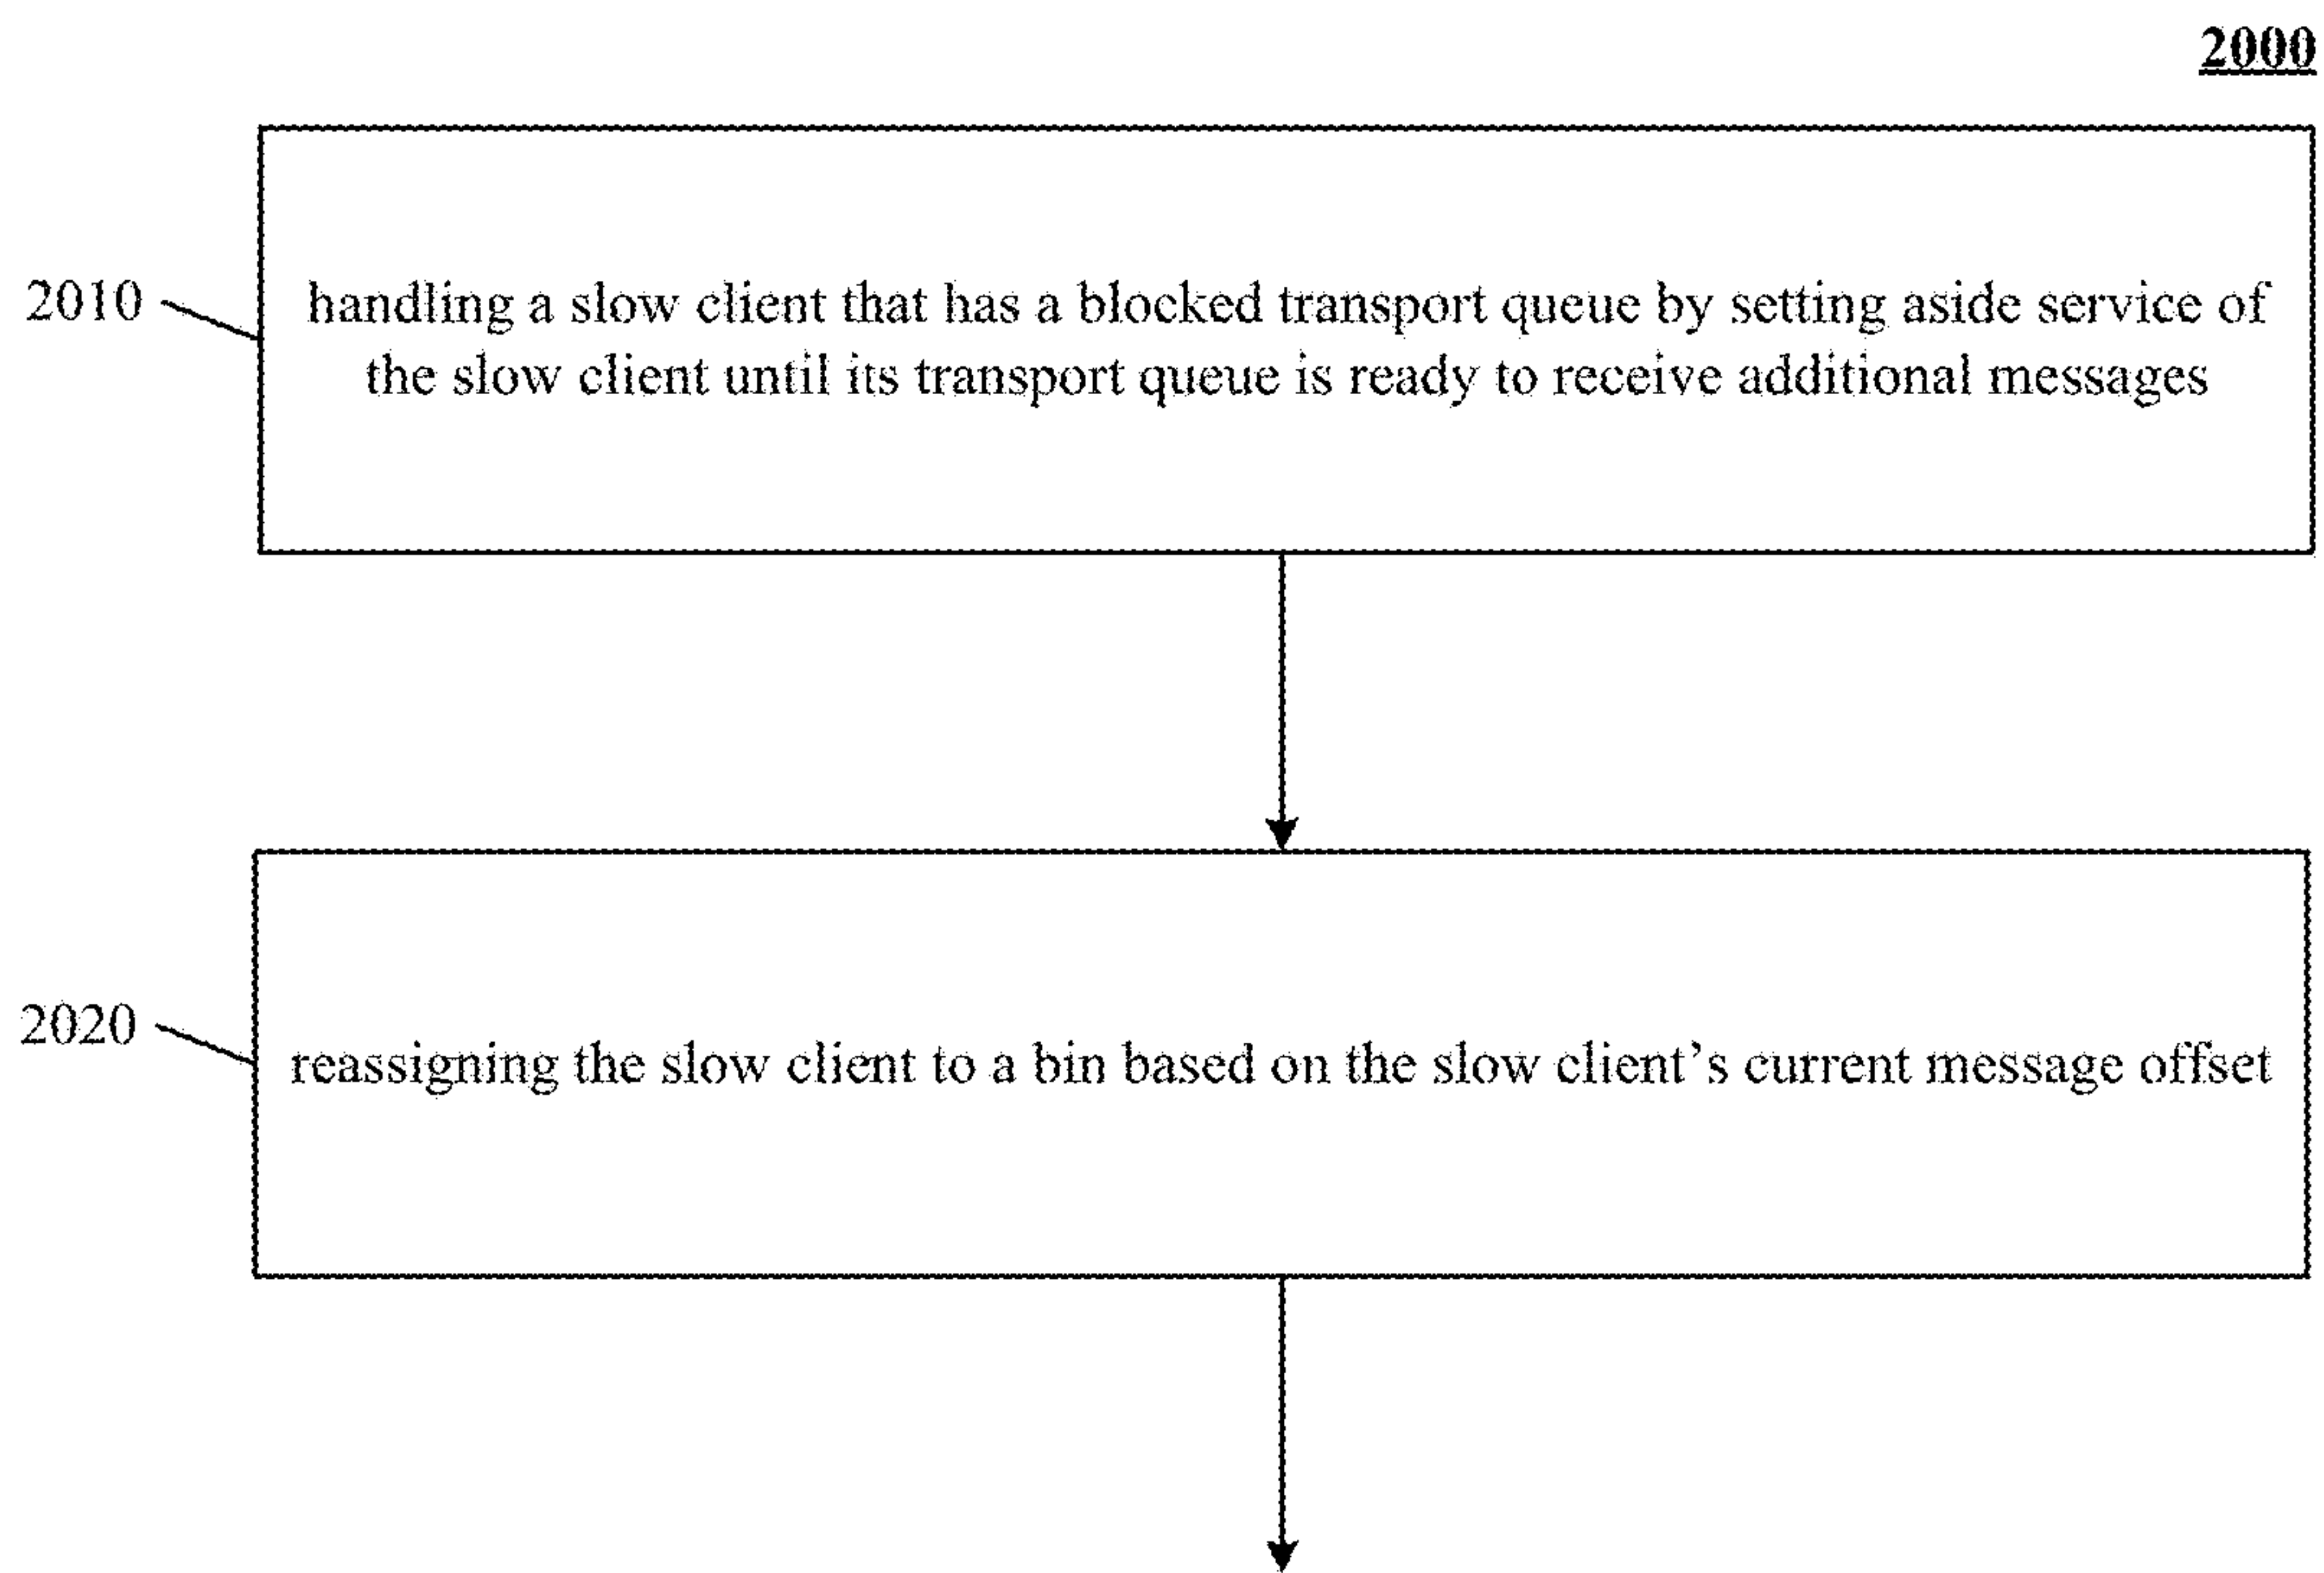 2000
2010
handling a slow client that has a blocked transport queue by setting aside service of
the slow client until its transport queue is ready to receive additional messages
2020
reassigning the slow client to a bin based on the slow client’s current message offset